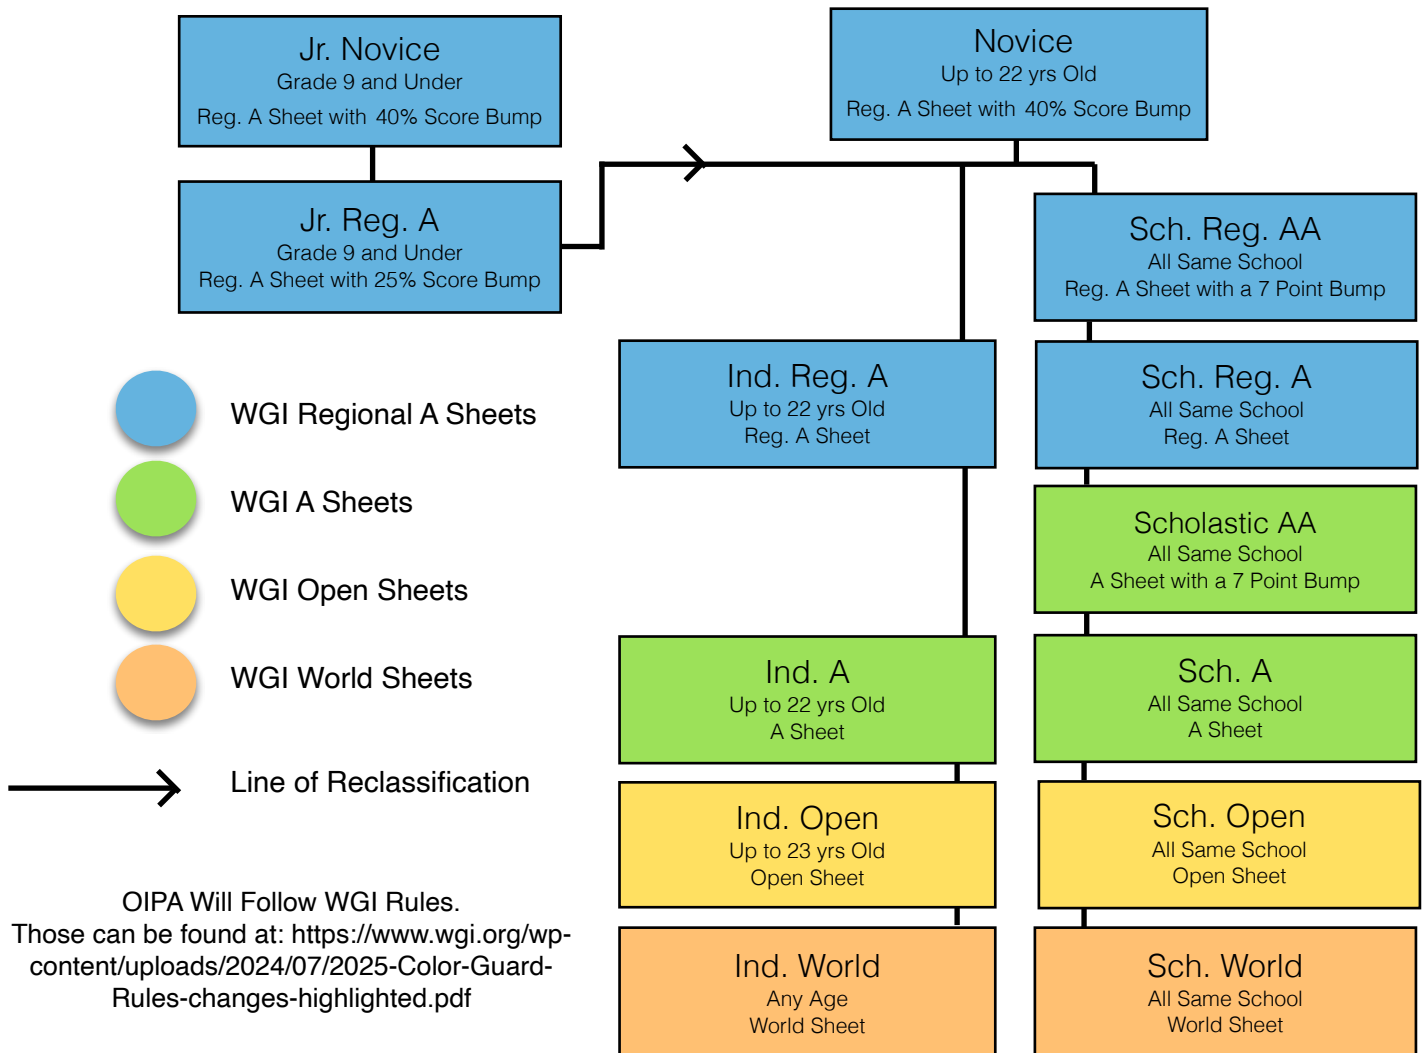 Jr. Novice
Grade 9 and Under
Reg. A Sheet with 40% Score Bump
Novice
Up to 22 yrs Old
Reg. A Sheet with 40% Score Bump
Jr. Reg. A
Grade 9 and Under
Reg. A Sheet with 25% Score Bump
Sch. Reg. AA
All Same School
Reg. A Sheet with a 7 Point Bump
Ind. Reg. A
Up to 22 yrs Old
Reg. A Sheet
Sch. Reg. A
All Same School
Reg. A Sheet
WGI Regional A Sheets
WGI A Sheets
WGI Open Sheets
WGI World Sheets
Line of Reclassification
Scholastic AA
All Same School
A Sheet with a 7 Point Bump
Ind. A
Up to 22 yrs Old
A Sheet
Sch. A
All Same School
A Sheet
Ind. Open
Up to 23 yrs Old
Open Sheet
Sch. Open
All Same School
Open Sheet
OIPA Will Follow WGI Rules.
Those can be found at: https://www.wgi.org/wp-
content/uploads/2024/07/2025-Color-Guard-
Rules-changes-highlighted.pdf
Ind. World
Any Age
World Sheet
Sch. World
All Same School
World Sheet